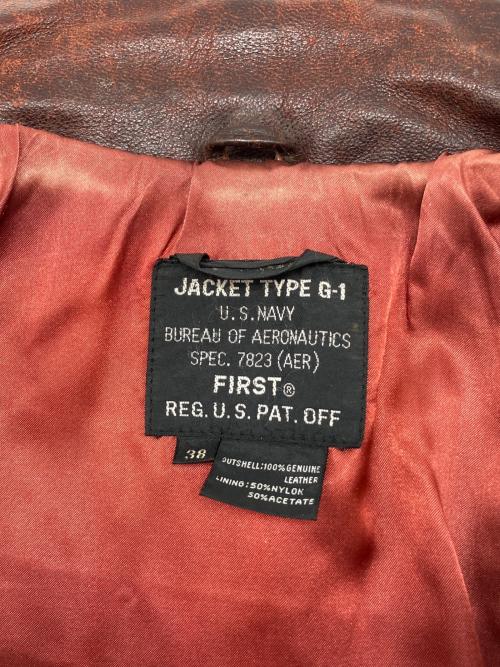 JACKET TYPE G-1
U.S.NAVY
BUREAU OF AERONAUTICS
SPEC. 7823 (AER)
FIRST®
REG. U.S. PAT. OFF
38
OUTSHELL:100%GENUINE
LEATHER
LINING:50%NYLOK
50%ACETATE